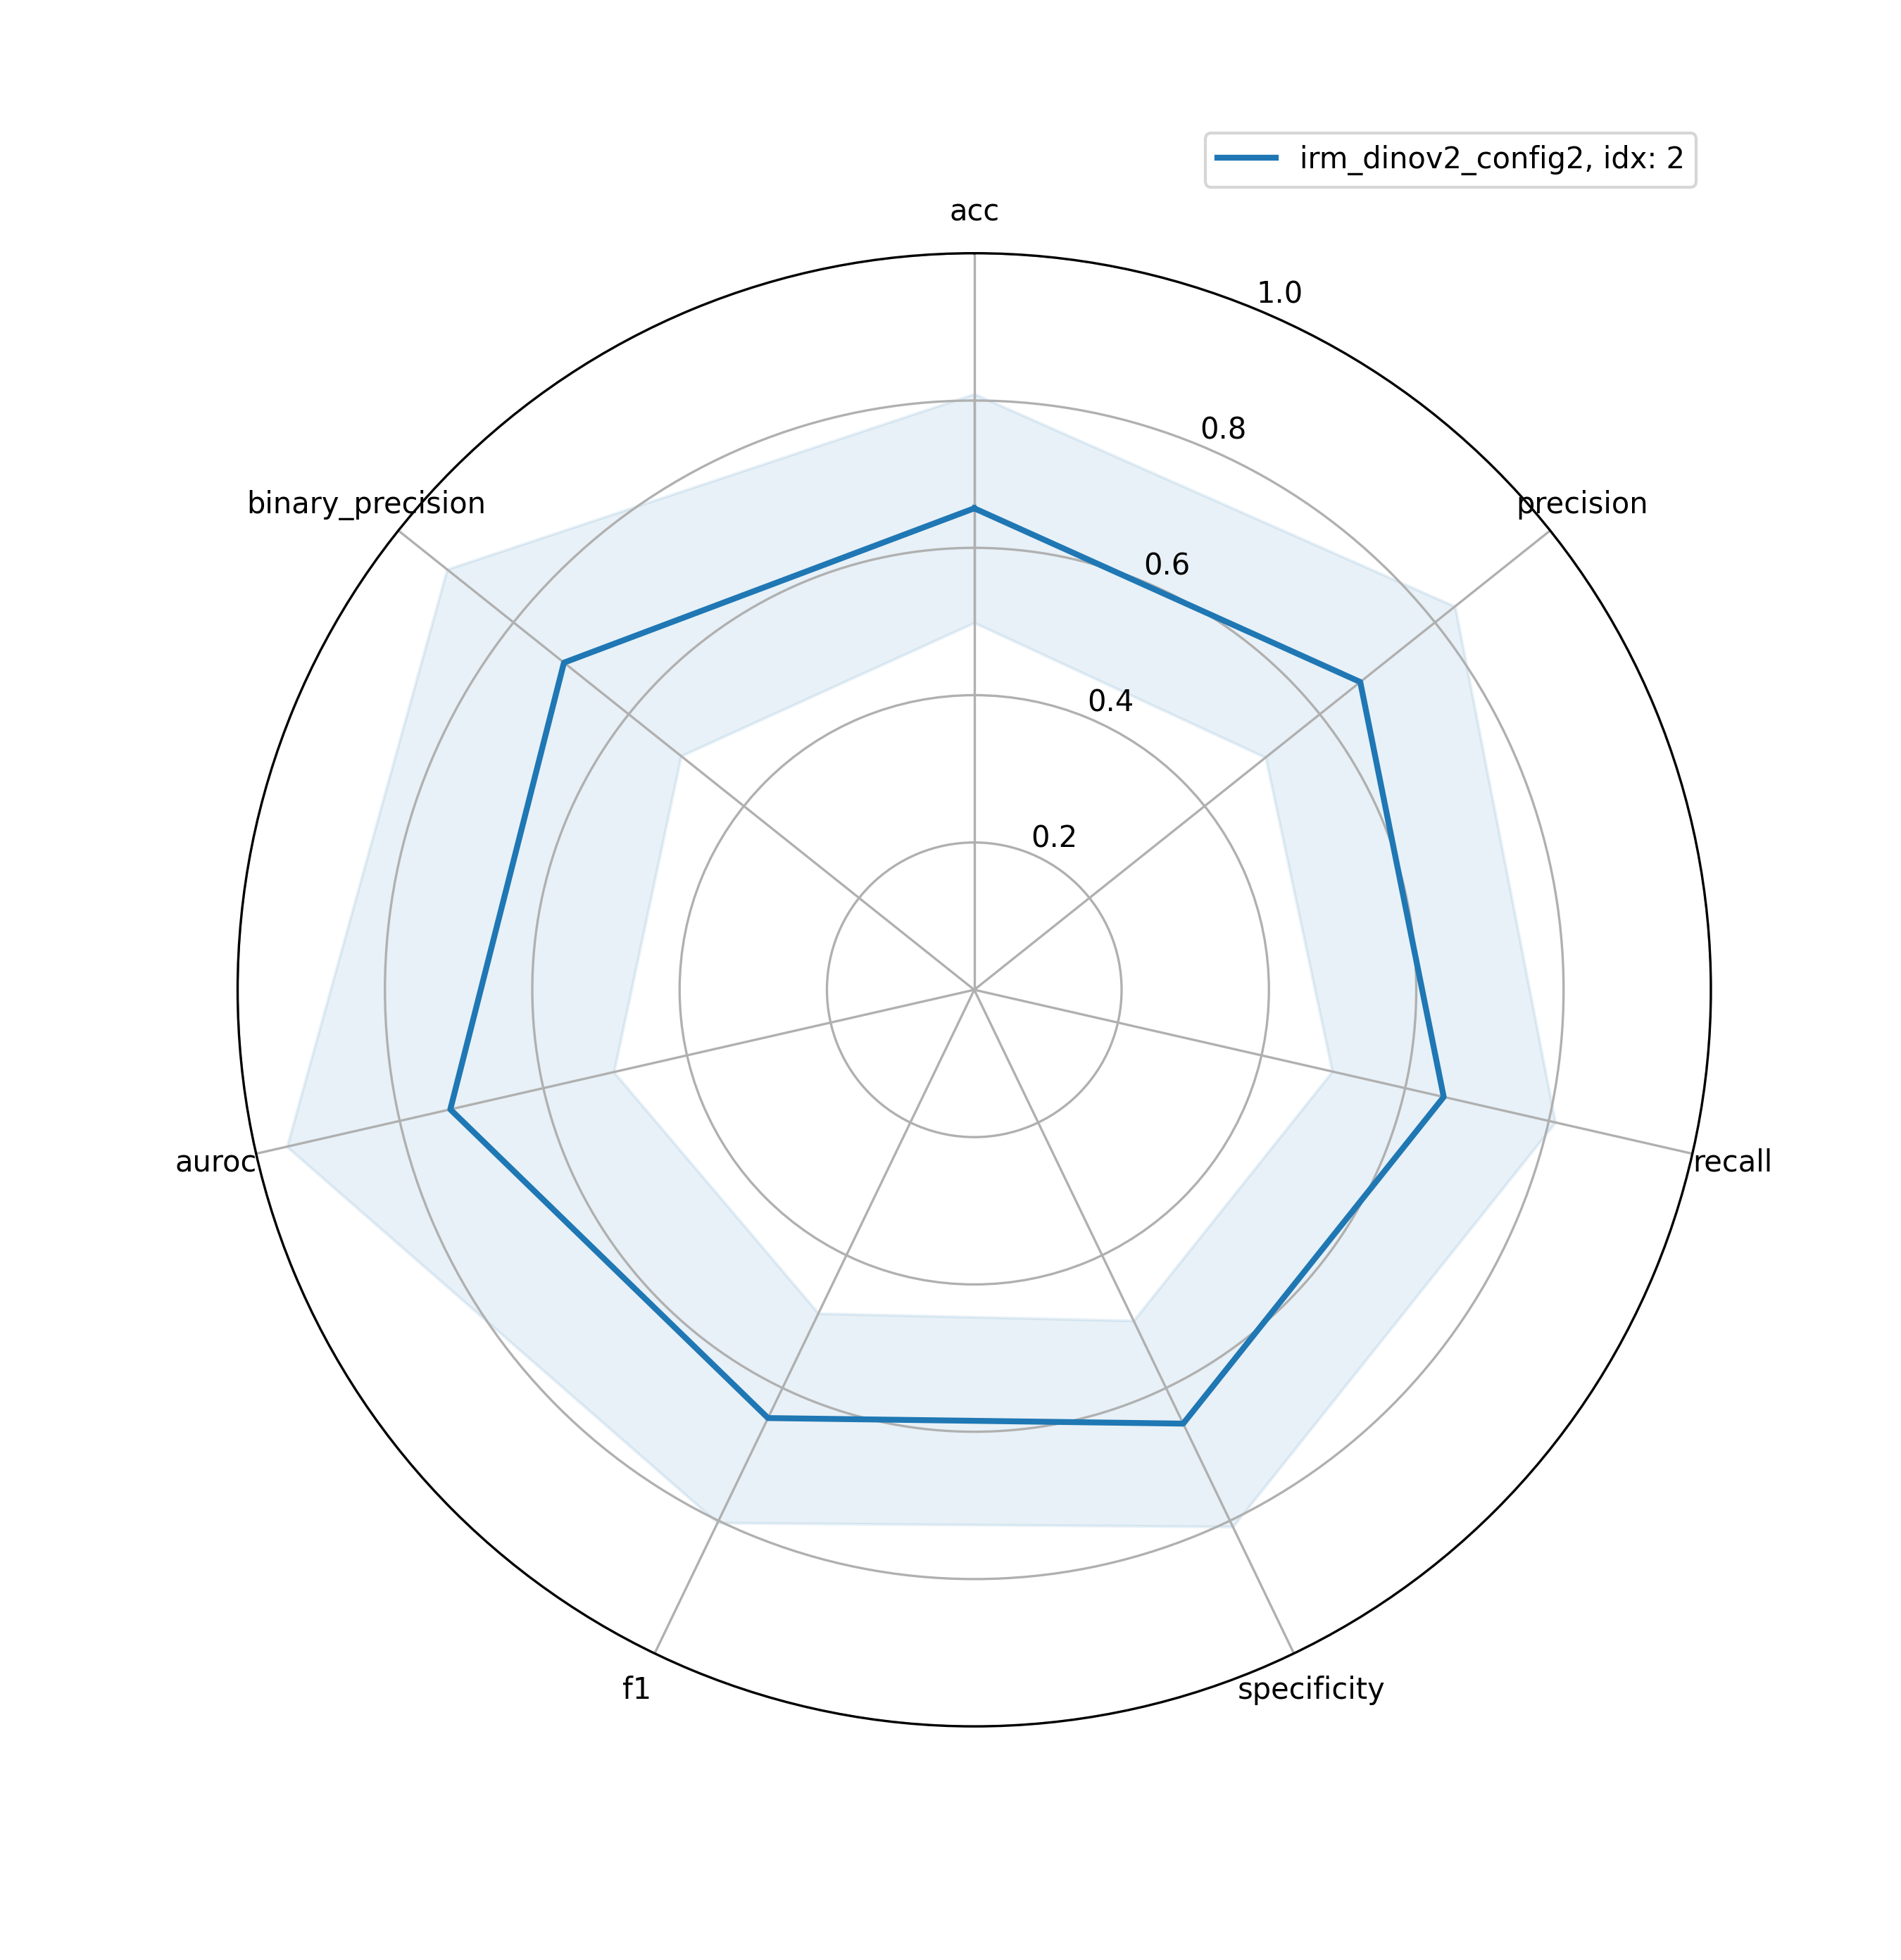 irm_dinov2_config2, idx: 2
acc
1.0
0.8
binary_precision
precision
0.6
0.4
0.2
auroc
recall
f1
specificity